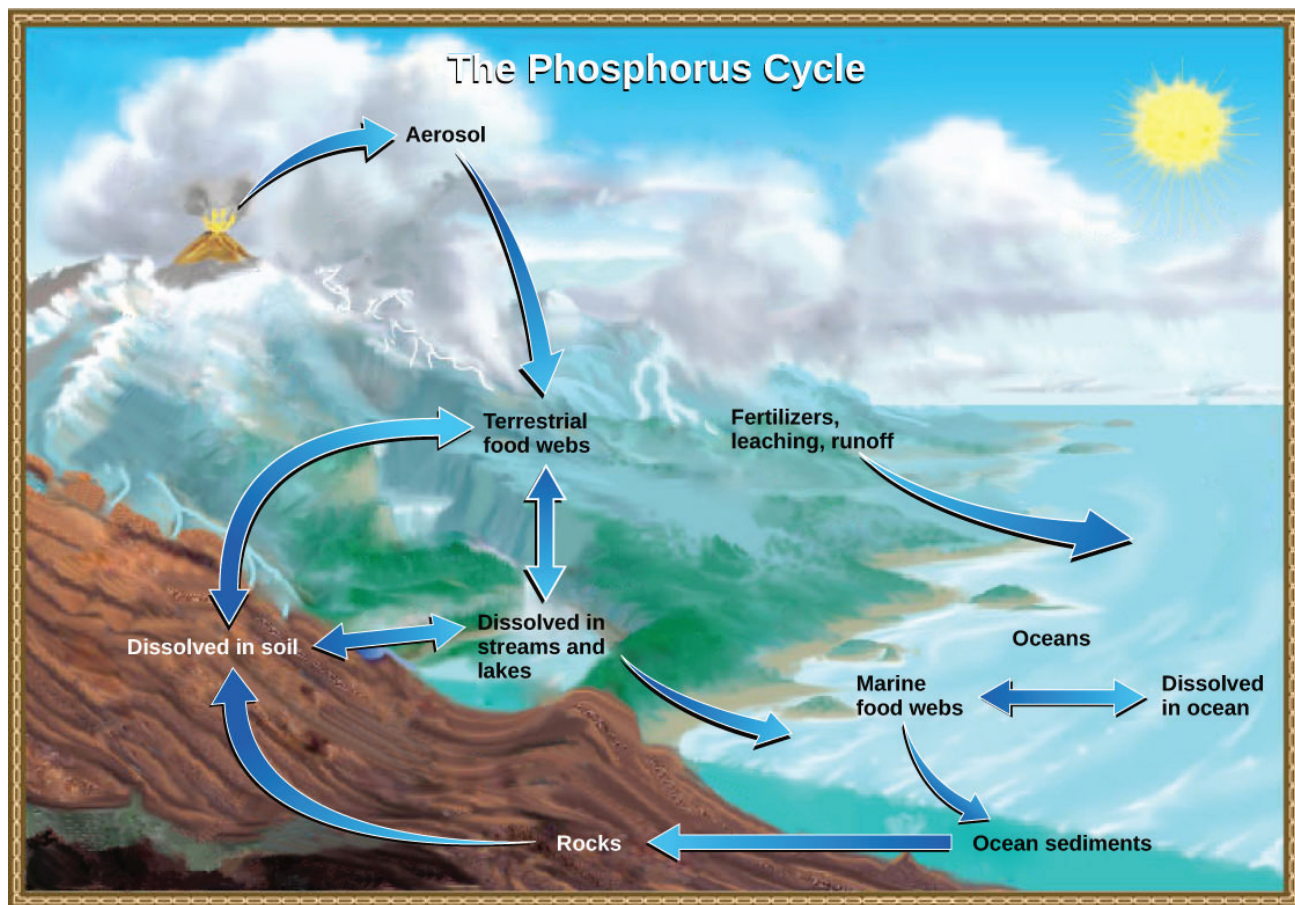 The Phosphorus Cycle
Aerosol
Terrestrial
food webs
Fertilizers,
leaching, runoff
Dissolved in soil
Dissolved in
streams and
lakes
Oceans
Marine
food webs
Dissolved
in ocean
Rocks
Ocean sediments